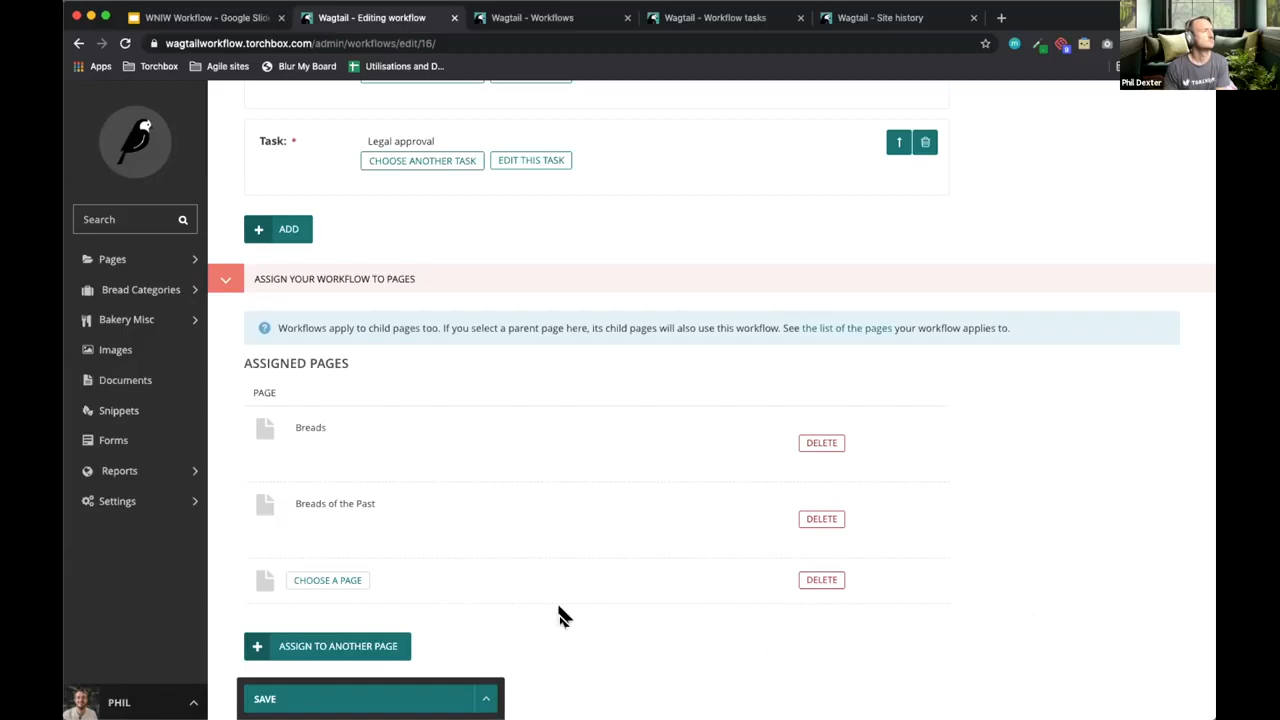 WNIW Workflow - Google Slid
Wagtail - Editing workflow
Wagtail - Workflows
Wagtail - Workflow tasks
Wagtail - Site history
wagtailworkflow.torchbox.com/admin/workflows/edit/16/
Apps
Torchbox
Agile sites
Blur My Board
Utilisations and D...
Phil Dexter
Task: *
Legal approval
CHOOSE ANOTHER TASK
EDIT THIS TASK
Search
ADD
Pages
Bread Categories
Bakery Misc
Images
Documents
Snippets
Forms
Reports
Settings
PHIL
ASSIGN YOUR WORKFLOW TO PAGES
Workflows apply to child pages too. If you select a parent page here, its child pages will also use this workflow. See the list of the pages your workflow applies to.
ASSIGNED PAGES
PAGE
Breads
DELETE
Breads of the Past
DELETE
CHOOSE A PAGE
DELETE
ASSIGN TO ANOTHER PAGE
SAVE